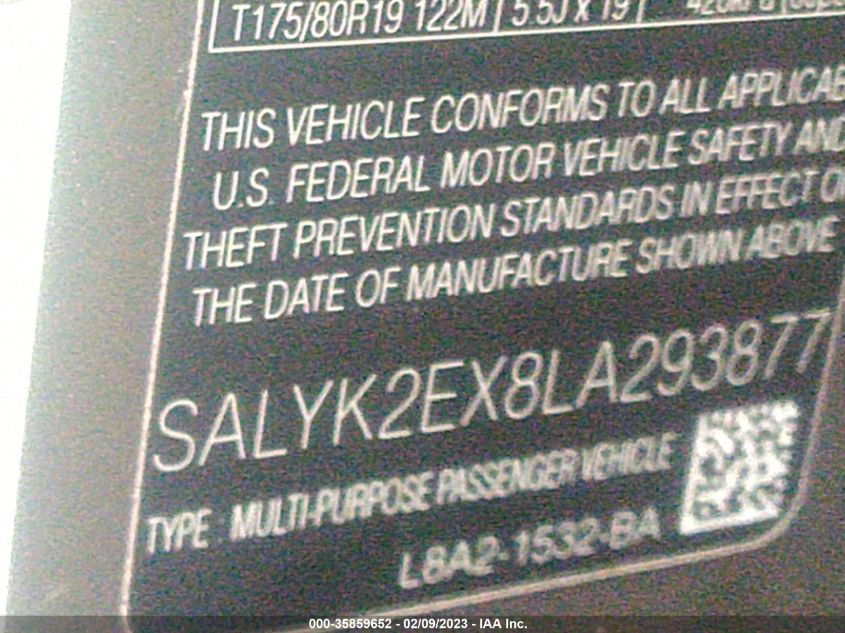 T175/80R19 122M 5.5J x 19
THIS VEHICLE CONFORMS TO ALL APPLICAB
U.S. FEDERAL MOTOR VEHICLE SAFETY AND
THEFT PREVENTION STANDARDS IN EFFECT O
THE DATE OF MANUFACTURE SHOWN ABOVE
SALYK2EX8LA293877
TYPE: MULTI-PURPOSE PASSENGER VEHICLE
L8A2-1532-BA
000-35859652 - 02/09/2023 - IAA Inc.